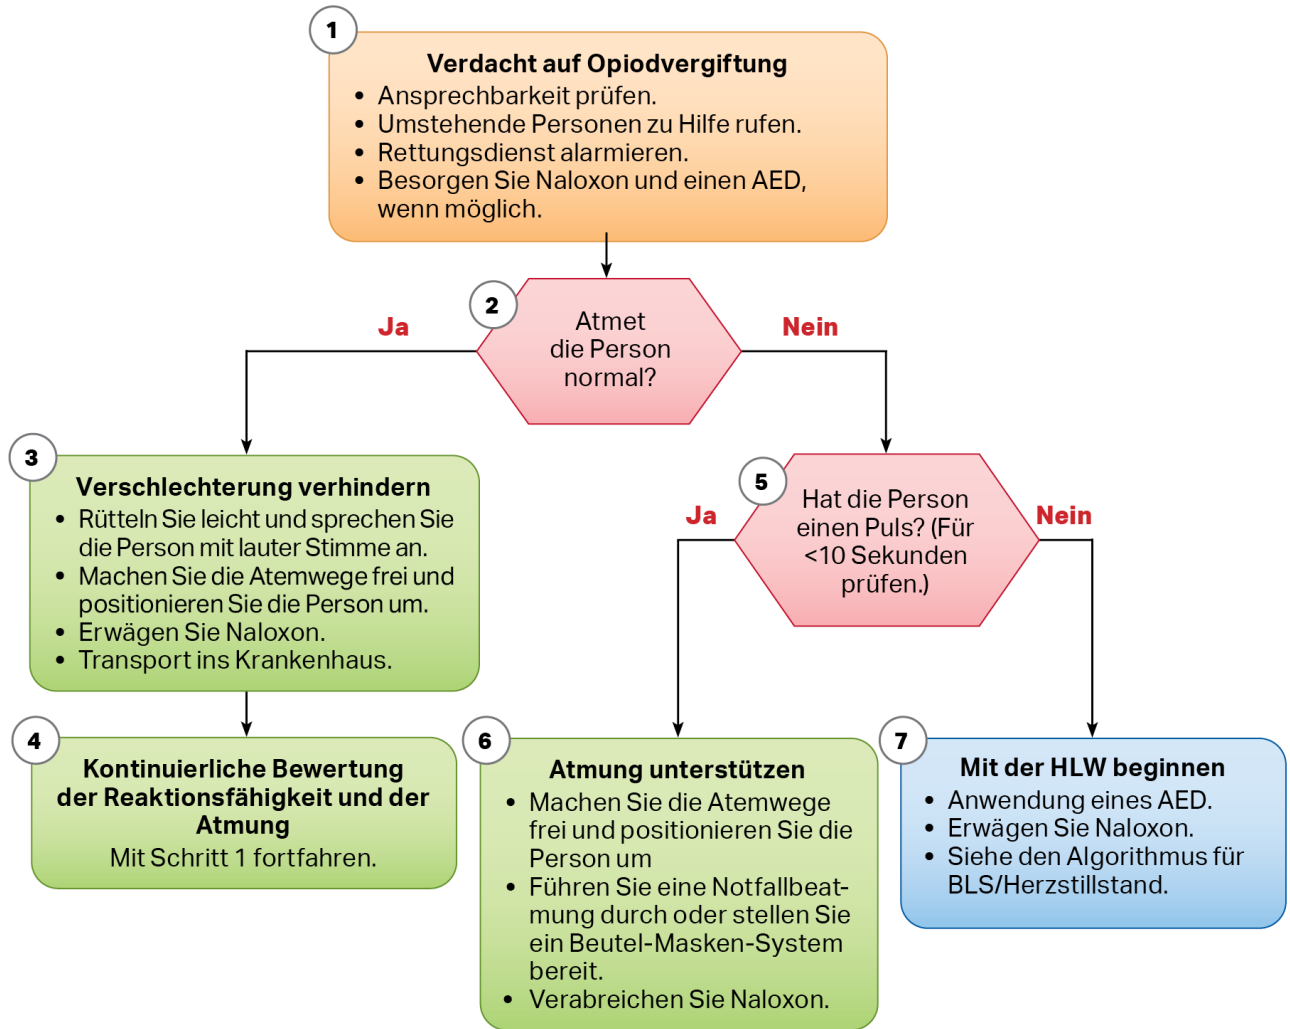 1
Verdacht auf Opiodvergiftung
• Ansprechbarkeit prüfen.
• Umstehende Personen zu Hilfe rufen.
• Rettungsdienst alarmieren.
• Besorgen Sie Naloxon und einen AED,
wenn möglich.
2
Atmet
die Person
normal?
Ja
Nein
3
Verschlechterung verhindern
• Rütteln Sie leicht und sprechen Sie
die Person mit lauter Stimme an.
• Machen Sie die Atemwege frei und
positionieren Sie die Person um.
• Erwägen Sie Naloxon.
• Transport ins Krankenhaus.
4
Kontinuierliche Bewertung
der Reaktionsfähigkeit und der
Atmung
Mit Schritt 1 fortfahren.
5
Hat die Person
einen Puls? (Für
<10 Sekunden
prüfen.)
Ja
Nein
6
Atmung unterstützen
• Machen Sie die Atemwege
frei und positionieren Sie die
Person um
• Führen Sie eine Notfallbeat-
mung durch oder stellen Sie
ein Beutel-Masken-System
bereit.
• Verabreichen Sie Naloxon.
7
Mit der HLW beginnen
• Anwendung eines AED.
• Erwägen Sie Naloxon.
• Siehe den Algorithmus für
BLS/Herzstillstand.